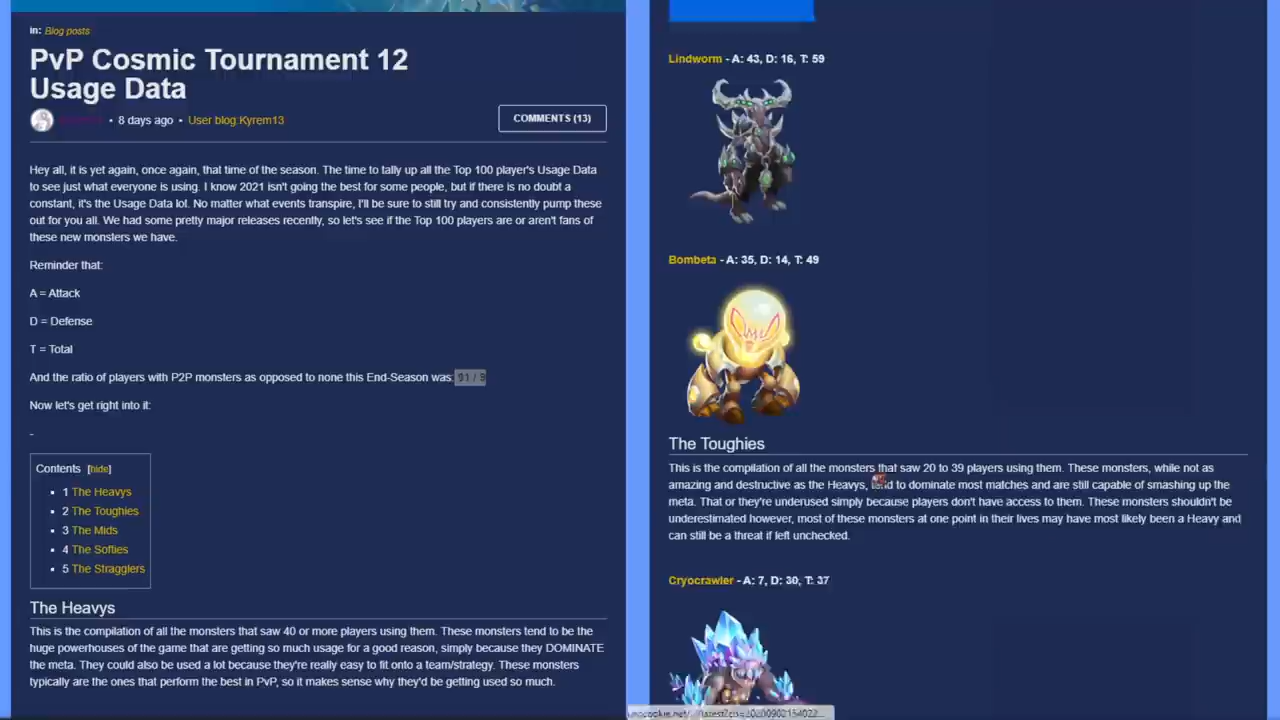 in: Blog posts
PvP Cosmic Tournament 12
Usage Data
• 8 days ago • User blog:Kyrem13
COMMENTS (13)
Hey all, it is yet again, once again, that time of the season. The time to tally up all the Top 100 player's Usage Data
to see just what everyone is using. I know 2021 isn't going the best for some people, but if there is no doubt a
constant, it's the Usage Data lol. No matter what events transpire, I'll be sure to still try and consistently pump these
out for you all. We had some pretty major releases recently, so let's see if the Top 100 players are or aren't fans of
these new monsters we have.
Reminder that:
A = Attack
D = Defense
T = Total
And the ratio of players with P2P monsters as opposed to none this End-Season was: 91 / 9
Now let's get right into it:
-
Contents [hide]
1 The Heavys
2 The Toughies
3 The Mids
4 The Softies
5 The Stragglers
The Heavys
This is the compilation of all the monsters that saw 40 or more players using them. These monsters tend to be the
huge powerhouses of the game that are getting so much usage for a good reason, simply because they DOMINATE
the meta. They could also be used a lot because they're really easy to fit onto a team/strategy. These monsters
typically are the ones that perform the best in PvP, so it makes sense why they'd be getting used so much.
Lindworm - A: 43, D: 16, T: 59
Bombeta - A: 35, D: 14, T: 49
The Toughies
This is the compilation of all the monsters that saw 20 to 39 players using them. These monsters, while not as
amazing and destructive as the Heavys, tend to dominate most matches and are still capable of smashing up the
meta. That or they're underused simply because players don't have access to them. These monsters shouldn't be
underestimated however, most of these monsters at one point in their lives may have most likely been a Heavy and
can still be a threat if left unchecked.
Cryocrawler - A: 7, D: 30, T: 37